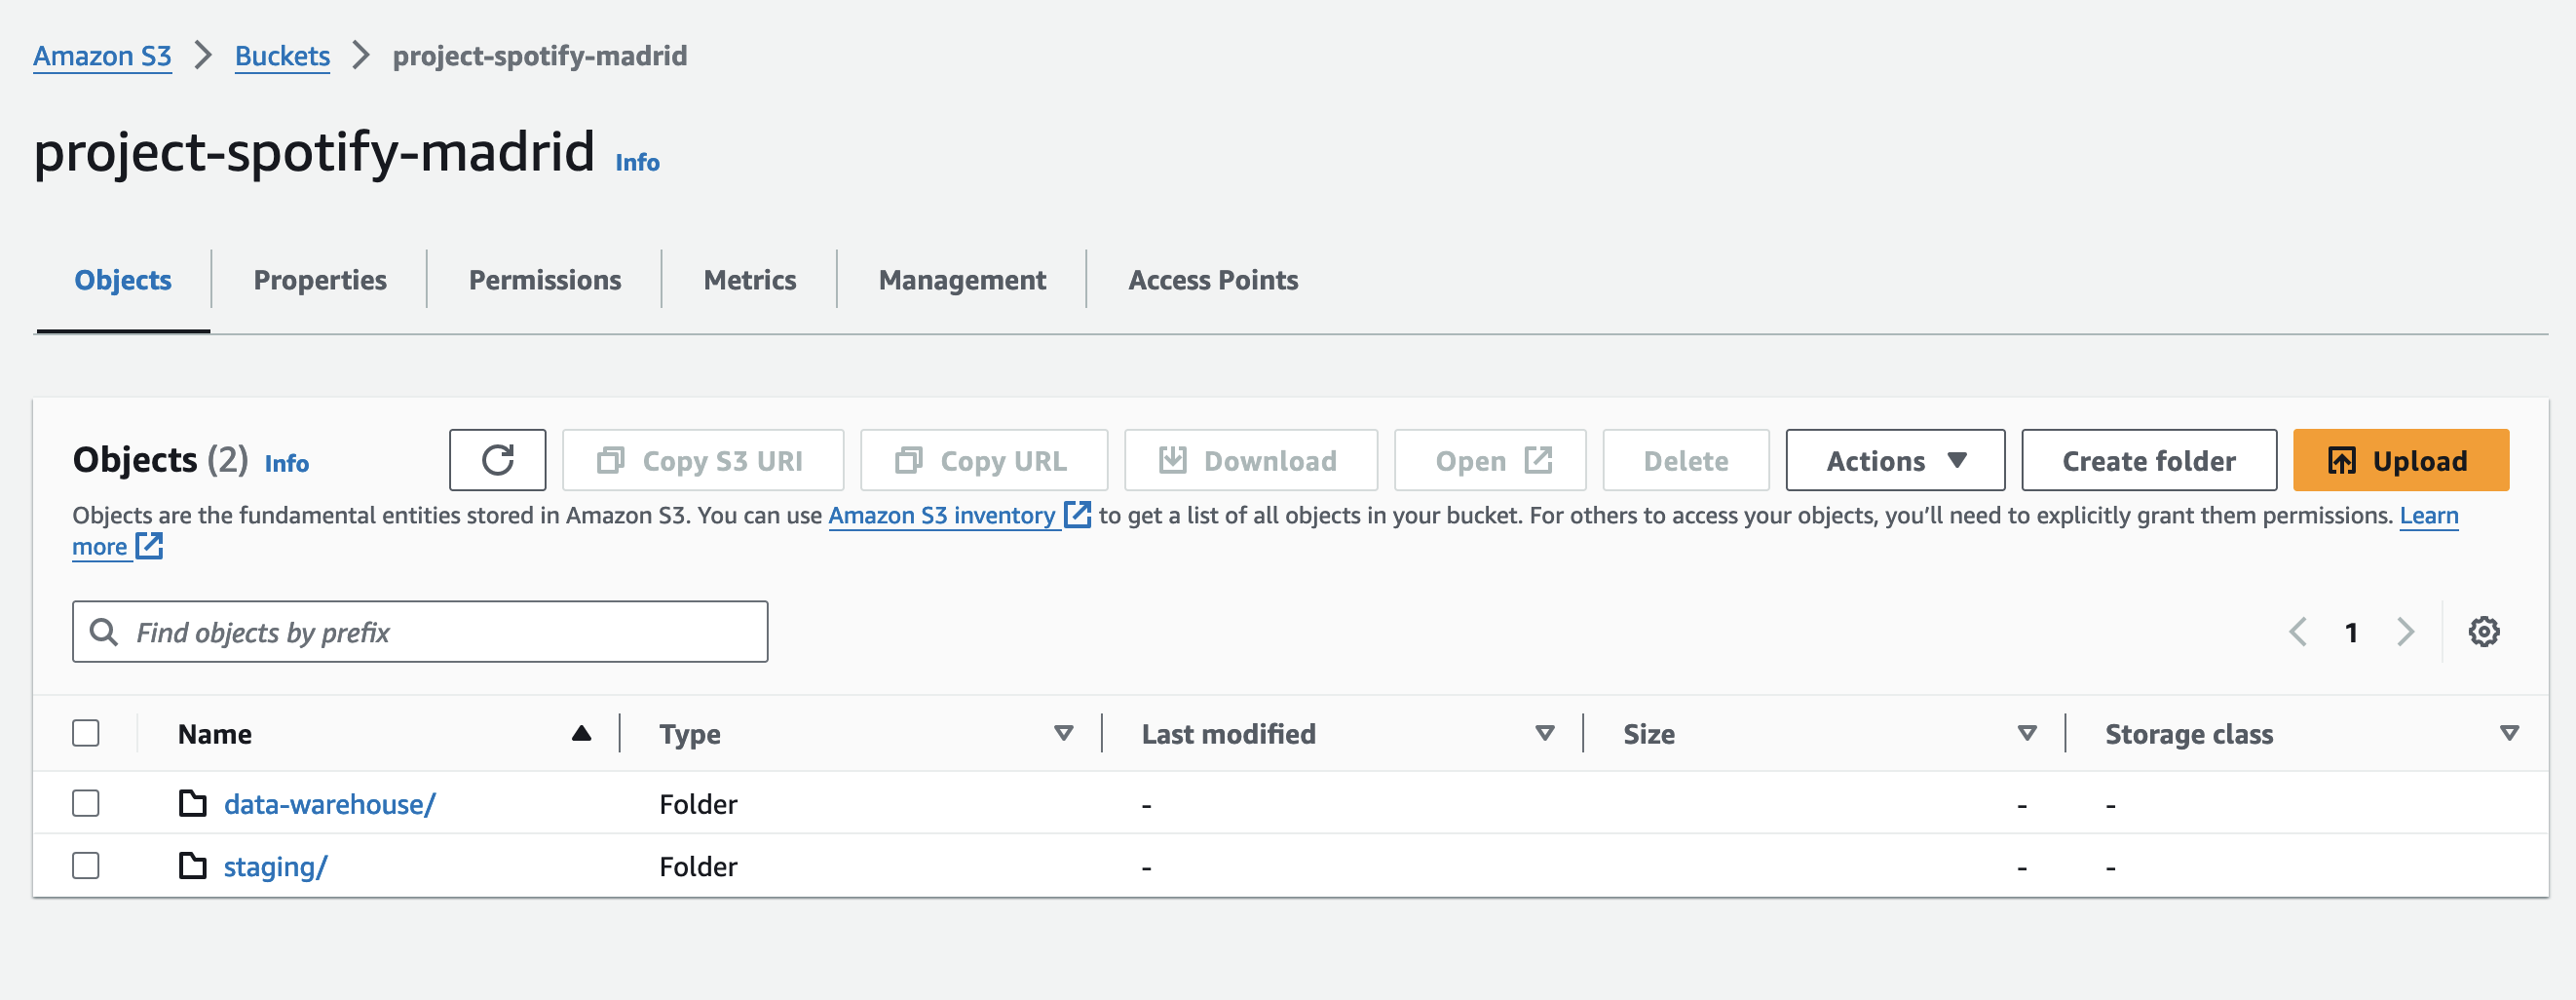 Amazon S3 > Buckets > project-spotify-madrid
project-spotify-madrid Info
Objects Properties Permissions Metrics Management Access Points
Objects (2) Info Copy S3 URI Copy URL Download Open Delete Actions Create folder Upload
Objects are the fundamental entities stored in Amazon S3. You can use Amazon S3 inventory to get a list of all objects in your bucket. For others to access your objects, you’ll need to explicitly grant them permissions. Learn
more
Find objects by prefix 1
Name Type Last modified Size Storage class
data-warehouse/ Folder - - -
staging/ Folder - - -